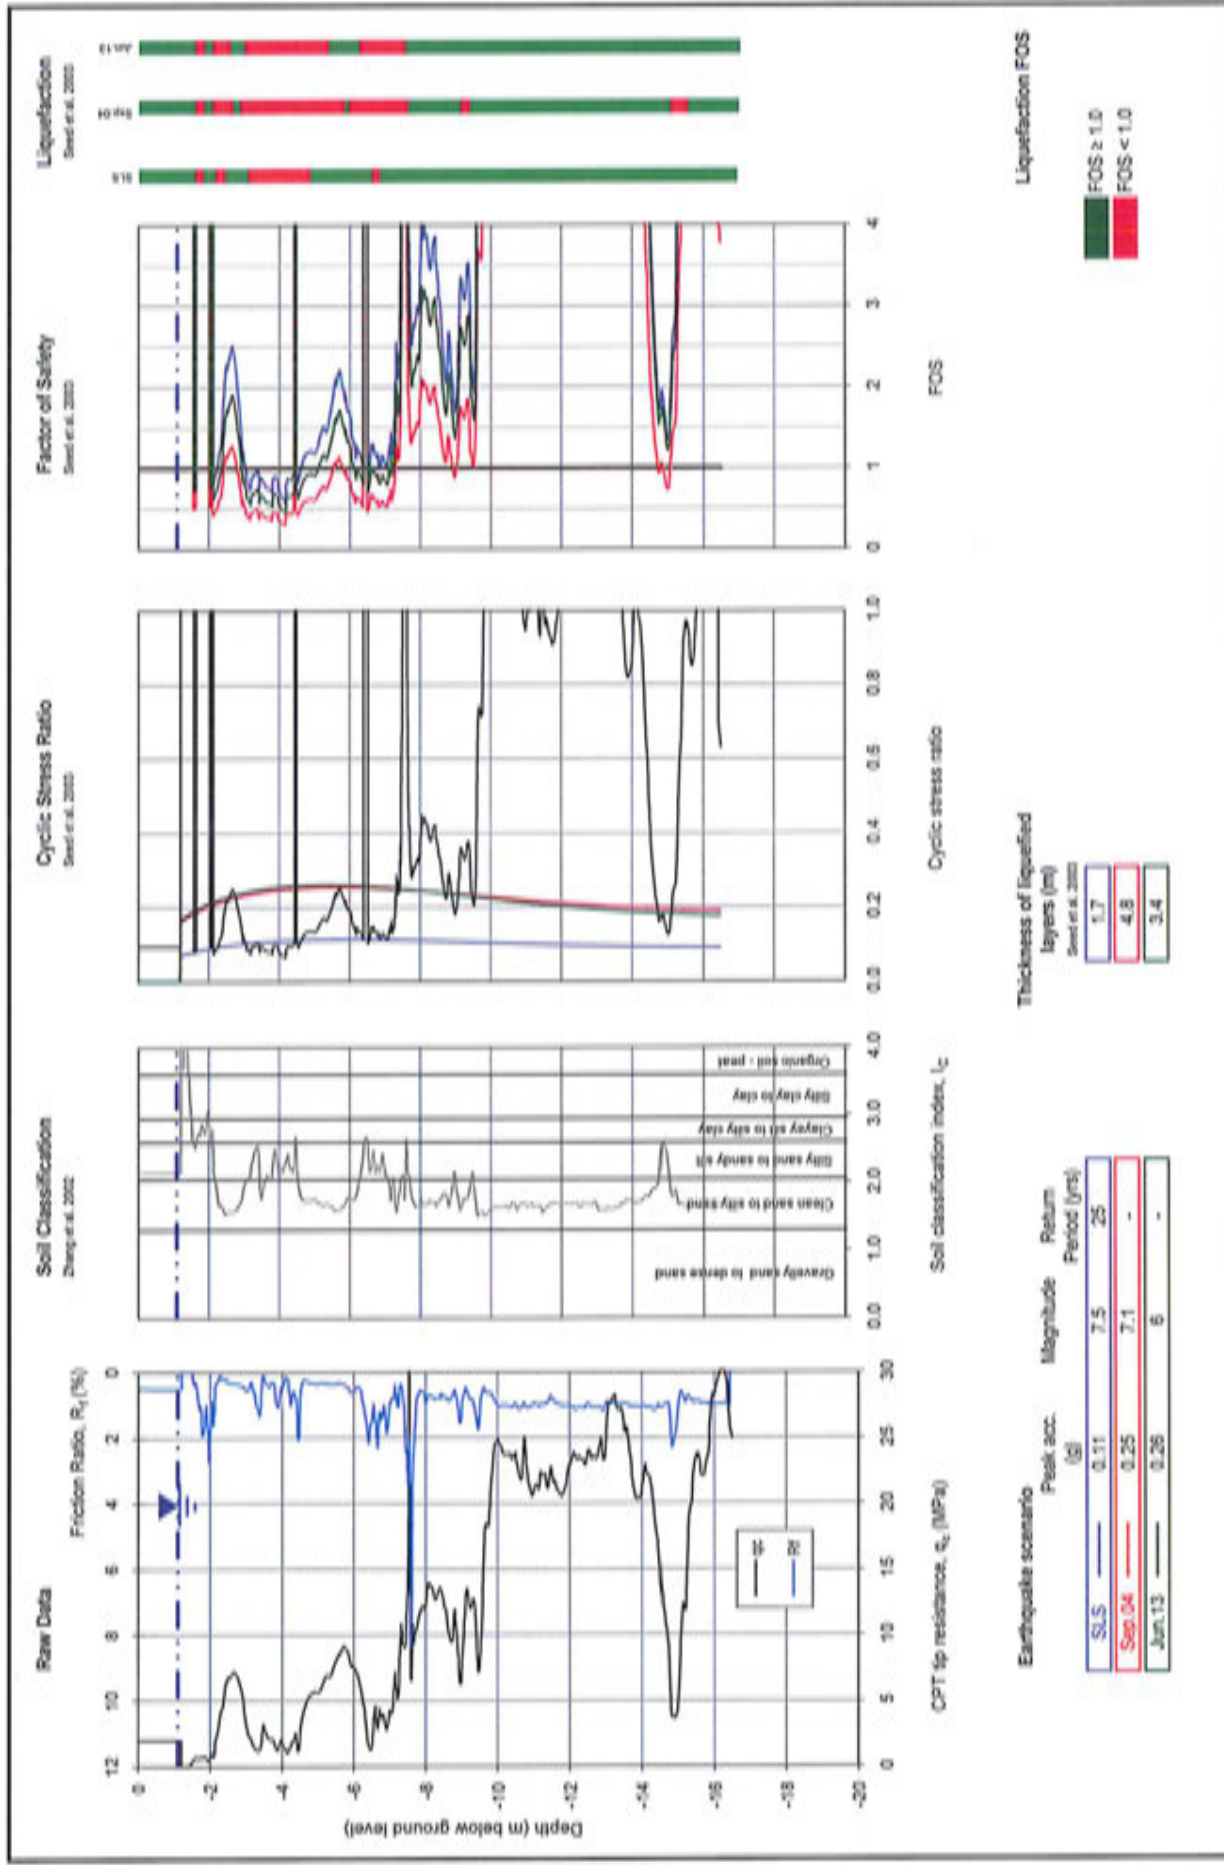 Raw Data
Friction Ratio, Rf (%)
0
2
4
6
8
10
12
0
-2
-4
-6
-8
-10
-12
-14
-16
-18
-20
Depth (m below ground level)
qc
Rf
0
5
10
15
20
25
30
CPT tip resistance, qc (MPa)
Soil Classification
Zhang et al. 2002
Gravelly sand to dense sand
Clean sand to silty sand
Silty sand to sandy silt
Clayey silt to silty clay
Silty clay to clay
Organic soil - peat
0.0
1.0
2.0
3.0
4.0
Soil classification index, IC
Cyclic Stress Ratio
Seed et al. 2003
0.0
0.2
0.4
0.6
0.8
1.0
Cyclic stress ratio
Factor of Safety
Seed et al. 2003
0
1
2
3
4
FOS
Liquefaction
Seed et al. 2003
SLS
Sep.04
Jun.13
Earthquake scenario
Peak acc. (g)
Magnitude
Return Period (yrs)
SLS 0.11 7.5 25
Sep.04 0.25 7.1 -
Jun.13 0.26 6 -
Thickness of liquefied
layers (m)
Seed et al. 2003
1.7
4.8
3.4
Liquefaction FOS
FOS ≥ 1.0
FOS < 1.0